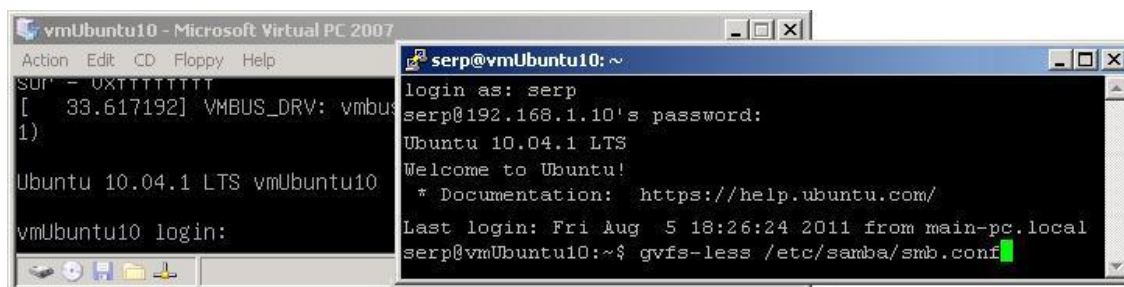 vmUbuntu10 - Microsoft Virtual PC 2007
Action Edit CD Floppy Help
[ 33.617192] VMBUS_DRV: vmbus
1)
Ubuntu 10.04.1 LTS vmUbuntu10
vmUbuntu10 login:
serp@vmUbuntu10: ~
login as: serp
serp@192.168.1.10's password:
Ubuntu 10.04.1 LTS
Welcome to Ubuntu!
* Documentation: https://help.ubuntu.com/
Last login: Fri Aug 5 18:26:24 2011 from main-pc.local
serp@vmUbuntu10:~$ gvfs-less /etc/samba/smb.conf